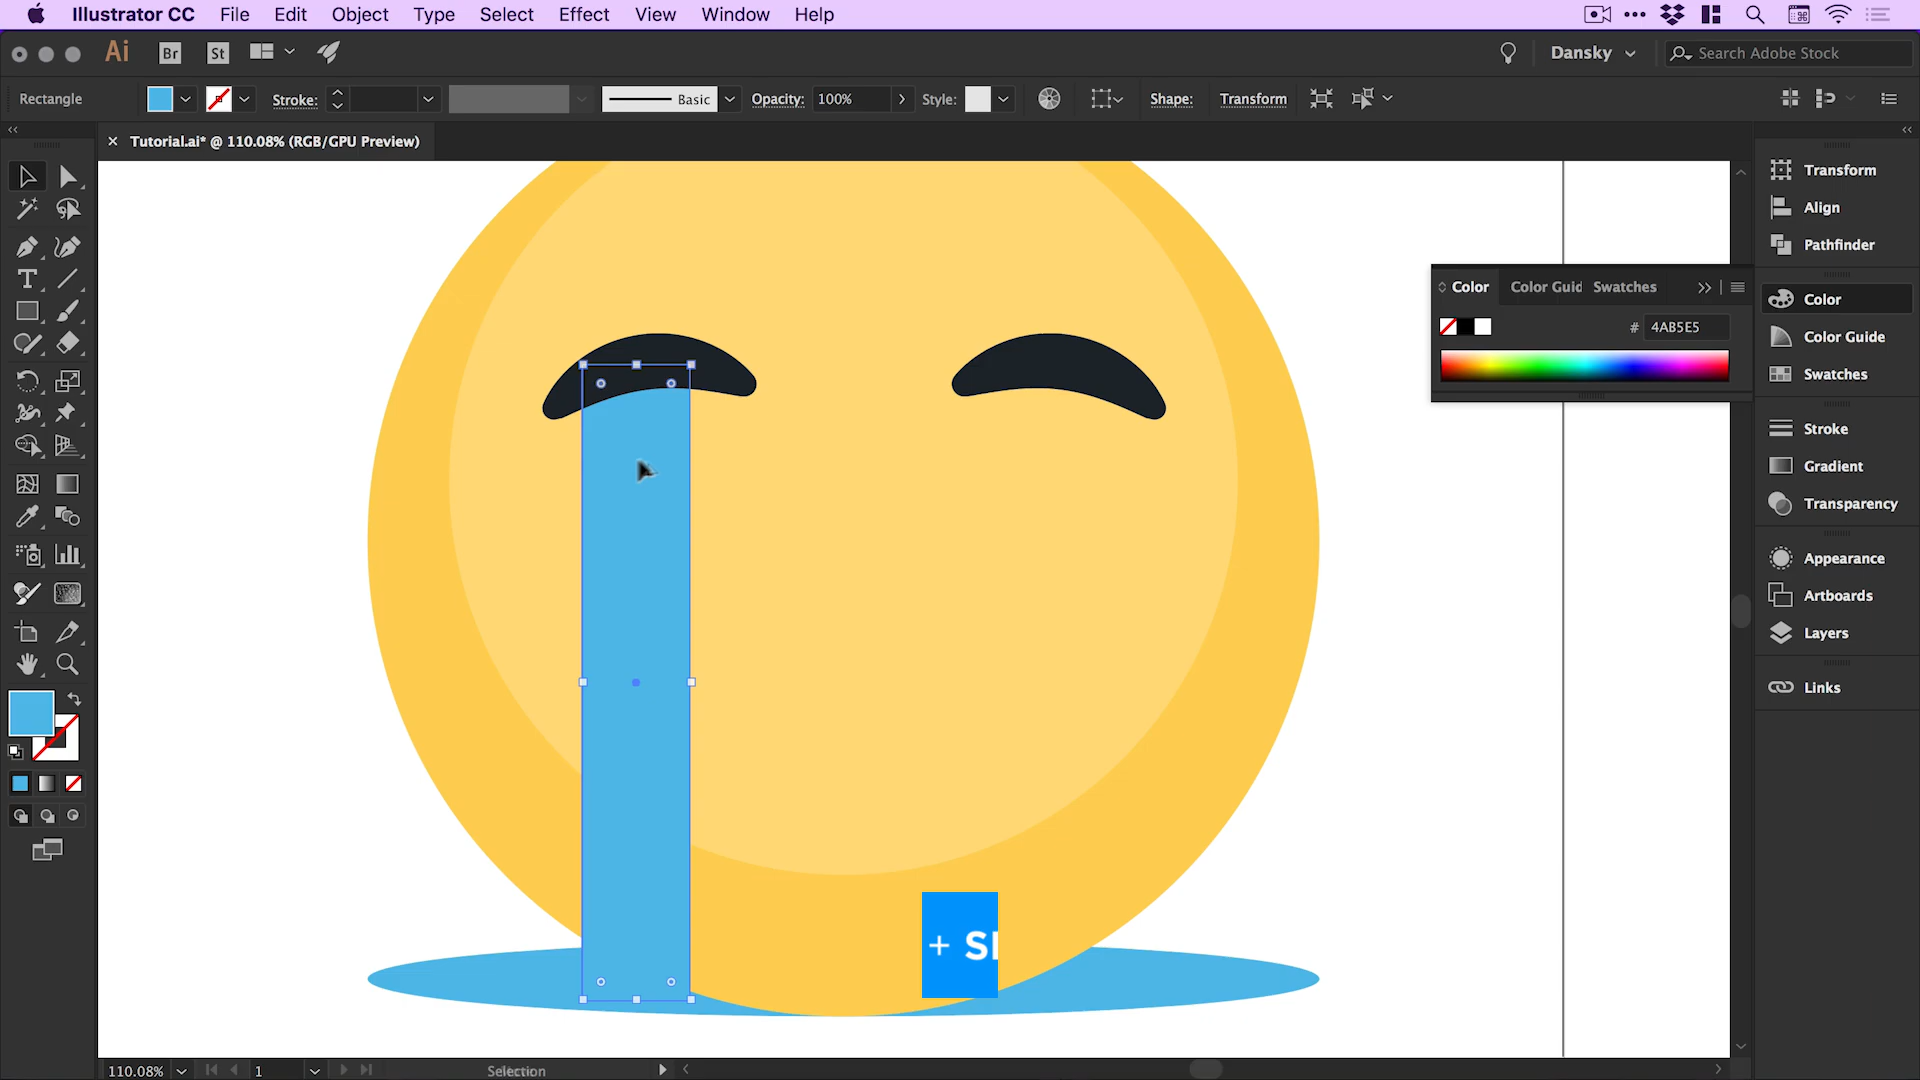 Illustrator CC File Edit Object Type Select Effect View Window Help
Ai Br St Dansky Search Adobe Stock
Rectangle Stroke: Basic Opacity: 100% Style: Shape: Transform
× Tutorial.ai* @ 110.08% (RGB/GPU Preview)
Transform
Align
Pathfinder
Color Color Guid Swatches
# 4AB5E5
Color
Color Guide
Swatches
Stroke
Gradient
Transparency
Appearance
Artboards
Layers
Links
+ S
110.08% 1 Selection